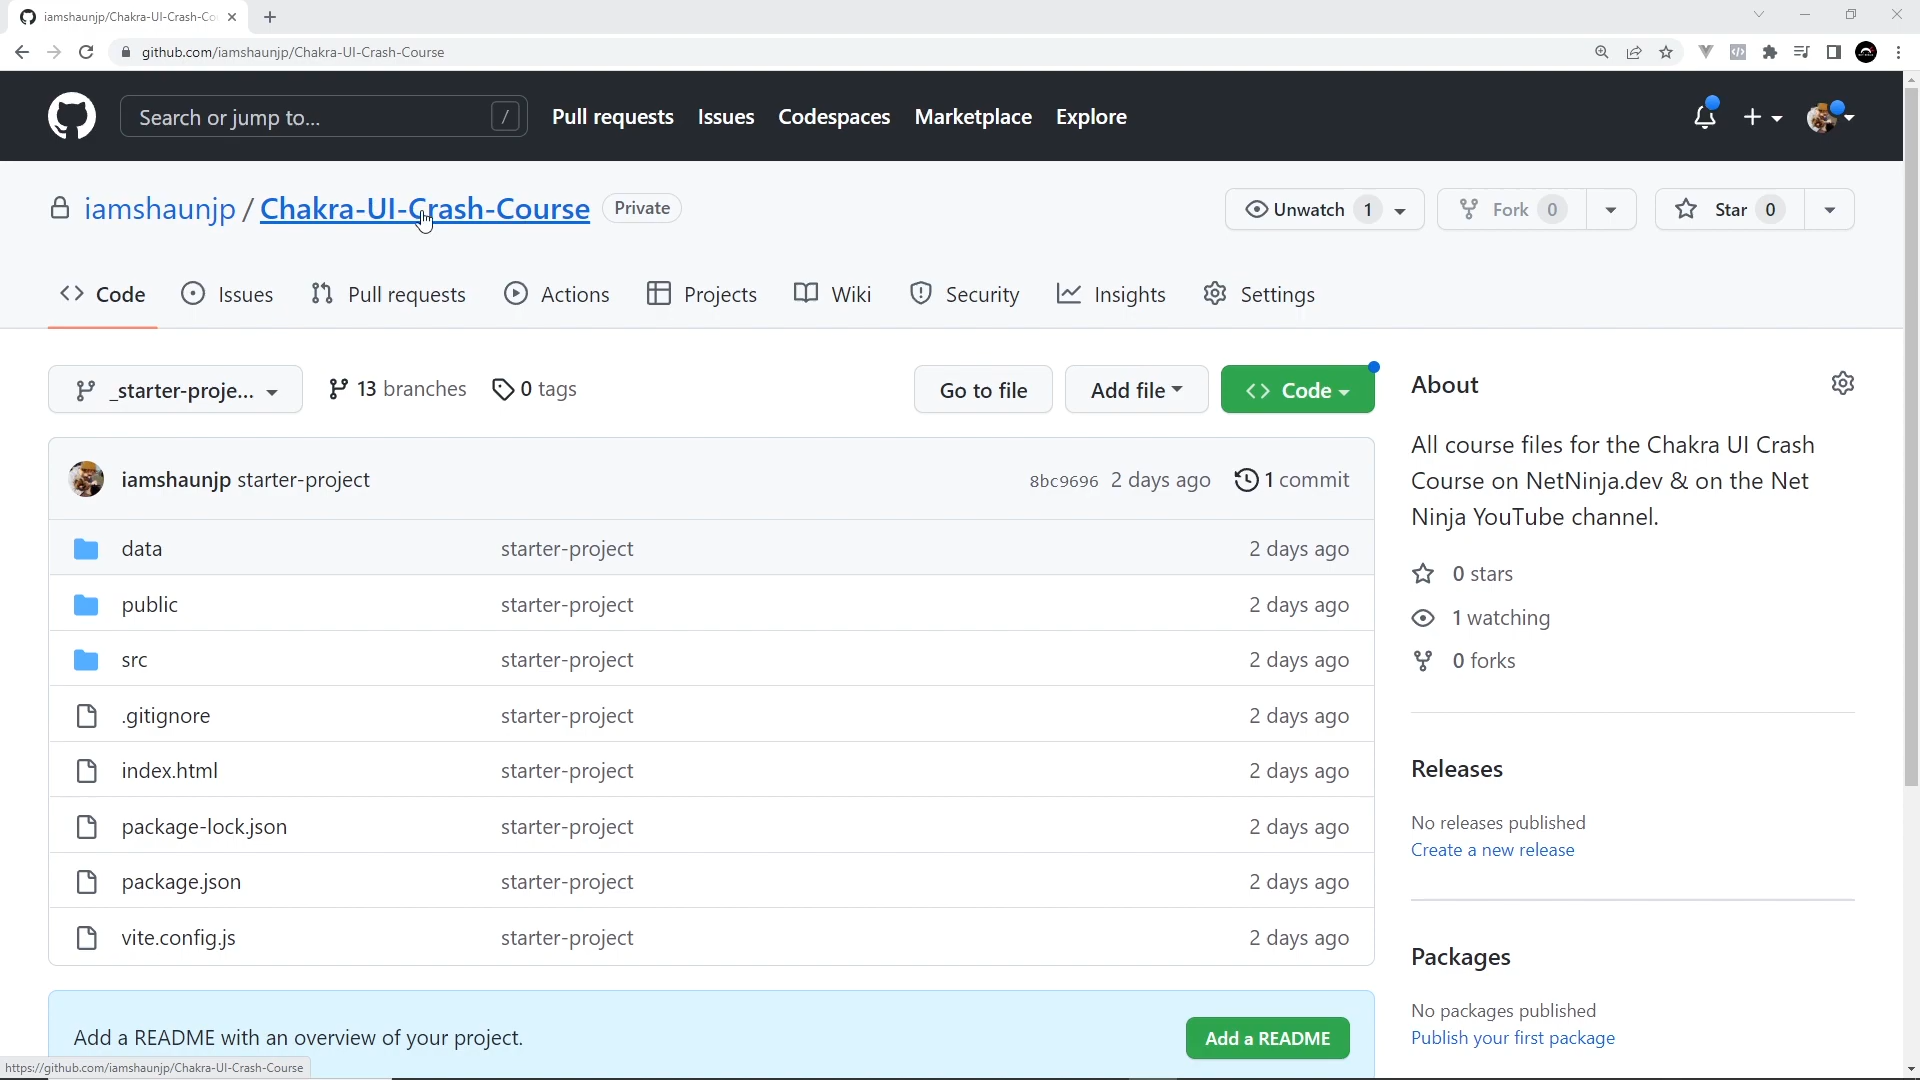 iamshaunjp/Chakra-UI-Crash-Co
github.com/iamshaunjp/Chakra-UI-Crash-Course
Search or jump to...
/
Pull requests
Issues
Codespaces
Marketplace
Explore
iamshaunjp / Chakra-UI-Crash-Course
Private
Unwatch 1
Fork 0
Star 0
Code
Issues
Pull requests
Actions
Projects
Wiki
Security
Insights
Settings
_starter-proje...
13 branches
0 tags
Go to file
Add file
Code
iamshaunjp starter-project
8bc9696 2 days ago
1 commit
data starter-project 2 days ago
public starter-project 2 days ago
src starter-project 2 days ago
.gitignore starter-project 2 days ago
index.html starter-project 2 days ago
package-lock.json starter-project 2 days ago
package.json starter-project 2 days ago
vite.config.js starter-project 2 days ago
Add a README with an overview of your project.
Add a README
About
All course files for the Chakra UI Crash
Course on NetNinja.dev & on the Net
Ninja YouTube channel.
0 stars
1 watching
0 forks
Releases
No releases published
Create a new release
Packages
No packages published
Publish your first package
https://github.com/iamshaunjp/Chakra-UI-Crash-Course